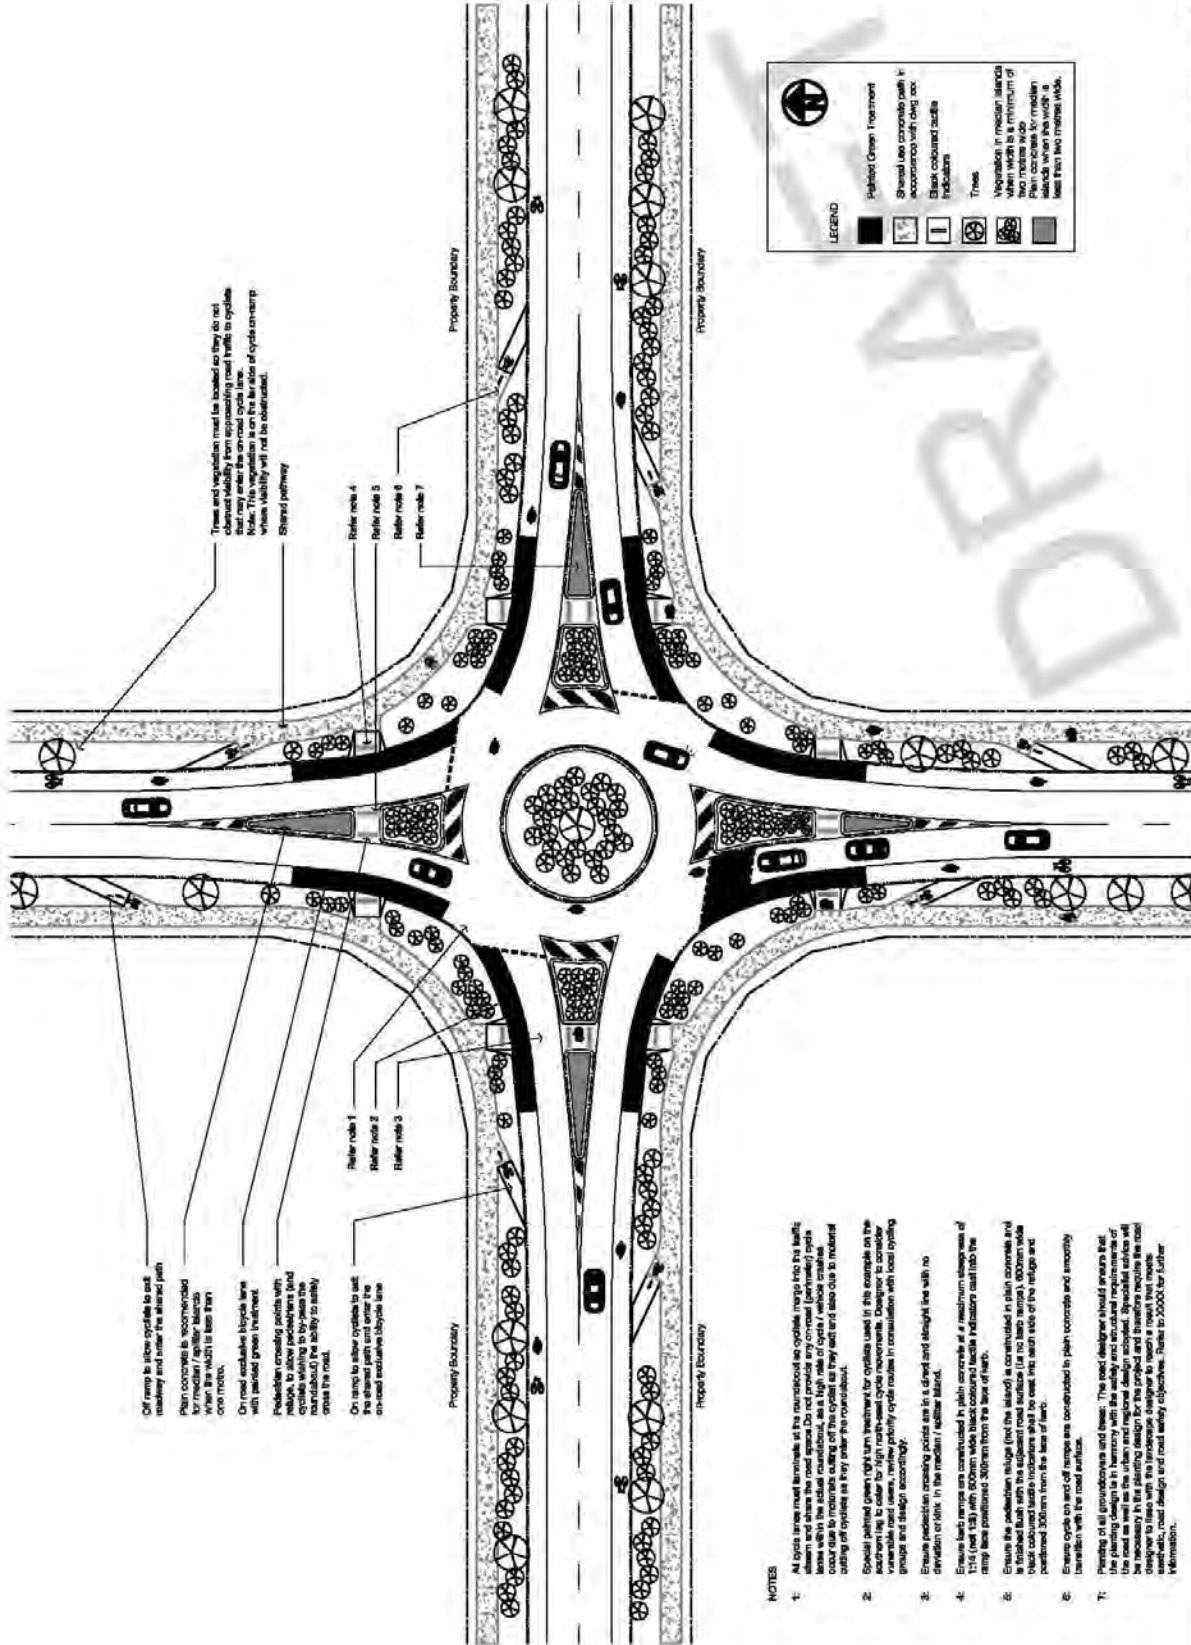 Trees and vegetation must be located so they do not
obstruct visibility from approaching road traffic to cyclists
that may enter the on-road cycle lane.
Note: This vegetation is on the far side of cycle on-ramp
where visibility will not be obstructed.
Shared pathway
Refer note 4
Refer note 5
Refer note 6
Refer note 7
Off ramp to allow cyclists to exit
roadway and enter the shared path
Plain concrete is recommended
for median / splitter islands
when the width is less than
one metre.
On road exclusive bicycle lane
with painted green treatment
Pedestrian crossing points with
refuge, to allow pedestrians (and
cyclists wishing to by-pass the
roundabout) the ability to safely
cross the road.
On ramp to allow cyclists to exit
the shared path and enter the
on-road exclusive bicycle lane
Refer note 1
Refer note 2
Refer note 3
Property Boundary
Property Boundary
Property Boundary
Property Boundary
N
LEGEND
Painted Green Treatment
Shared use concrete path in
accordance with dwg xxx
Black coloured tactile
indicators
Trees
Vegetation in median islands
when width is a minimum of
two metres wide
Plain concrete for median
islands when the width is
less than two metres wide.
NOTES
1: All cycle lanes must terminate at the roundabout so cyclists merge into the traffic
stream and share the road space. Do not provide any on-road (perimeter) cycle
lanes within the actual roundabout, as a high rate of cycle / vehicle crashes
occur due to motorists cutting off the cyclist as they exit and also due to motorist
cutting off cyclists as they enter the roundabout.
2: Special painted green right turn treatment for cyclists used in this example on the
southern leg to cater for high north-east cycle movements. Designer to consider
vunerable road users, review priority cycle routes in consultation with local cycling
groups and design accordingly.
3: Ensure pedestrian crossing points are in a direct and straight line with no
deviation or kink in the median / splitter island.
4: Ensure kerb ramps are constructed in plain concrete at a maximum steepness of
1:14 (not 1:8) with 600mm wide black coloured tactile indicators cast into the
ramp face positioned 300mm from the face of kerb.
5: Ensure the pedestrian refuge (not the island) is constructed in plain concrete and
is finished flush with the adjacent road surface (ie no kerb ramps). 600mm wide
black coloured tactile indicators shall be cast into each side of the refuge and
positioned 300mm from the face of kerb.
6: Ensure cycle on and off ramps are constructed in plain concrete and smoothly
transition with the road surface.
7: Planting of all groundcovers and trees: The road designer should ensure that
the planting design is in harmony with the safety and structural requirements of
the road as well as the urban and regional design adopted. Specialist advice will
be necessary in the planting design for the project and therefore require the road
designer to liase with the landscape designer to reach a result that meets
aesthetic, road design and road safety objectives. Refer to XXXX for further
information.
DRAFT